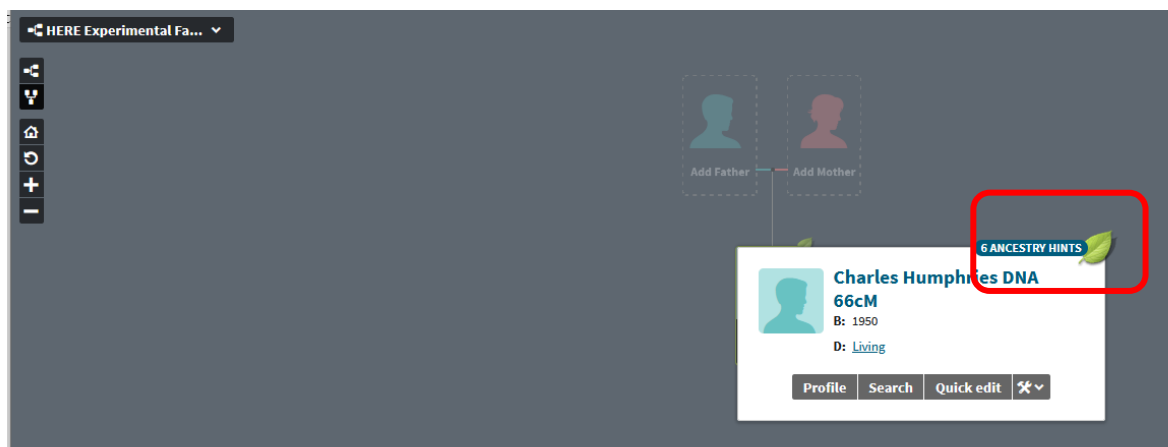 HERE Experimental Fa...
Add Father
Add Mother
6 ANCESTRY HINTS
Charles Humphries DNA
66cM
B: 1950
D: Living
Profile Search Quick edit